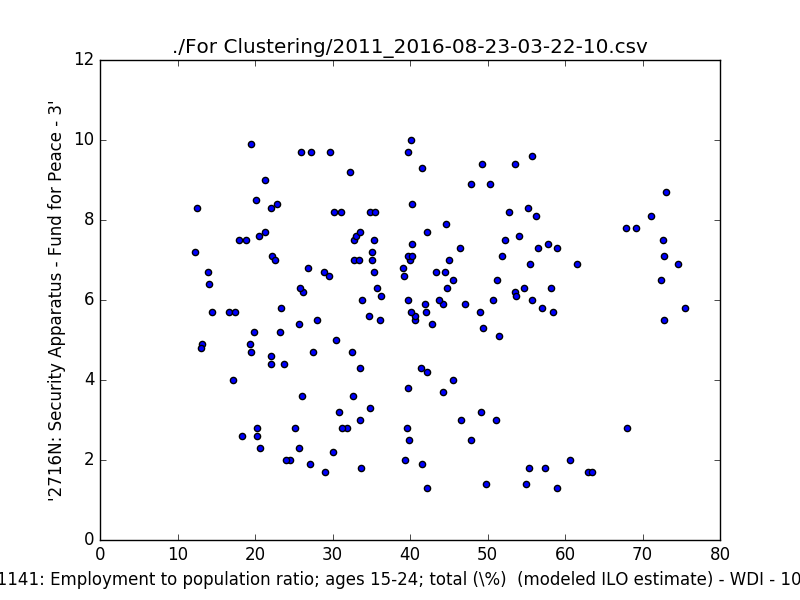 ./For Clustering/2011_2016-08-23-03-22-10.csv
'2716N: Security Apparatus - Fund for Peace - 3'
12
10
8
6
4
2
0
0 10 20 30 40 50 60 70 80
1141: Employment to population ratio; ages 15-24; total (\%) (modeled ILO estimate) - WDI - 10